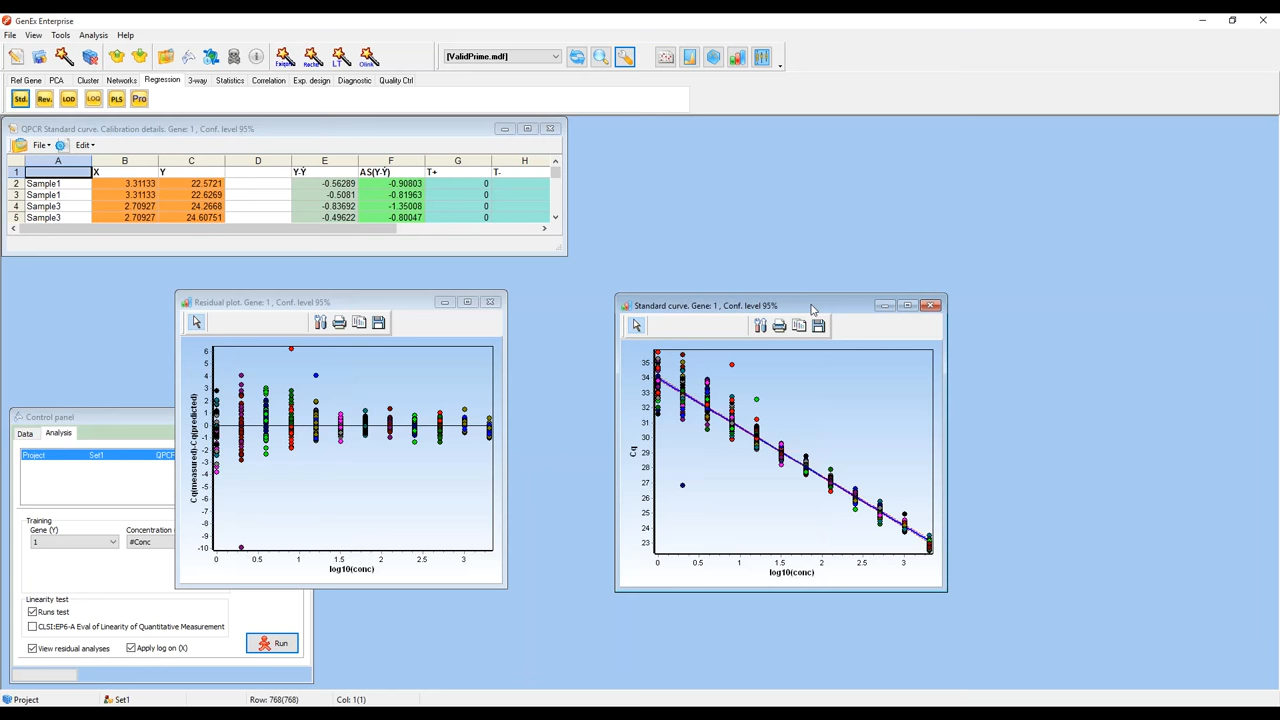 GenEx Enterprise
File View Tools Analysis Help
Exiqon Roche LT Olink [ValidPrime.mdf]
Ref.Gene PCA Cluster Networks Regression 3-way Statistics Correlation Exp. design Diagnostic Quality Ctrl
Std. Rev. LOD LOQ PLS Pro
QPCR Standard curve. Calibration details. Gene: 1 , Conf. level 95%
File Edit
A B C D E F G H
1 X Y Y-Ŷ AS(Y-Ŷ) T+ T-
2 Sample1 3.31133 22.5721 -0.56289 -0.90803 0
3 Sample1 3.31133 22.6269 -0.5081 -0.81963 0
4 Sample3 2.70927 24.2668 -0.83692 -1.35008 0
5 Sample3 2.70927 24.60751 -0.49622 -0.80047 0
Residual plot. Gene: 1 , Conf. level 95%
6
5
4
3
2
1
0
-1
-2
-3
-4
-5
-6
-7
-8
-9
-10
Cq(measured)-Cq(predicted)
0 0.5 1 1.5 2 2.5 3
log10(conc)
Standard curve. Gene: 1 , Conf. level 95%
35
34
33
32
31
30
29
28
27
26
25
24
23
Cq
0 0.5 1 1.5 2 2.5 3
log10(conc)
Control panel
Data Analysis
Project Set1 QPCR
Training
Gene (Y) Concentration
1 #Conc
Linearity test
Runs test
CLSI:EP6-A Eval of Linearity of Quantitative Measurement
View residual analyses Apply log on (X) Run
Project Set1 Row: 768(768) Col: 1(1)